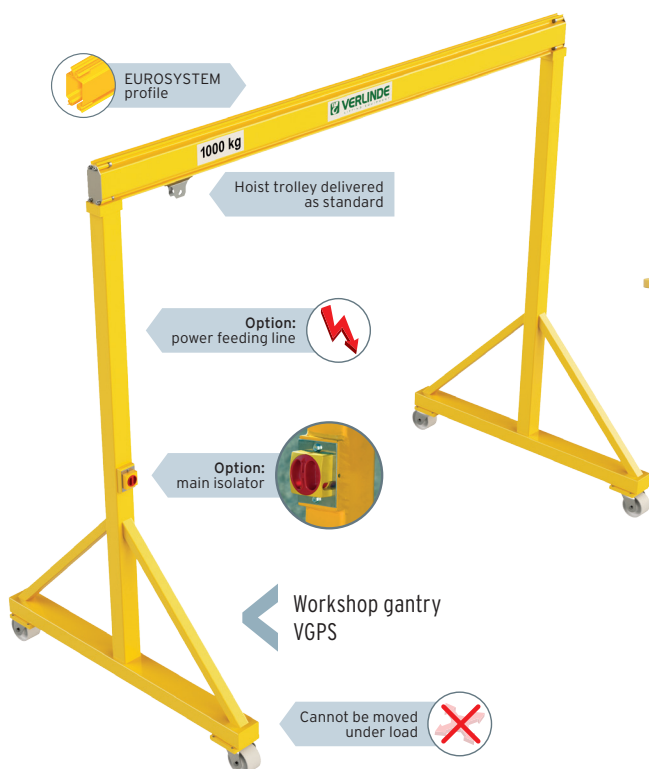 EUROSYSTEM
profile
VERLINDE
1000 kg
Hoist trolley delivered
as standard
Option:
power feeding line
Option:
main isolator
Workshop gantry
VGPS
Cannot be moved
under load